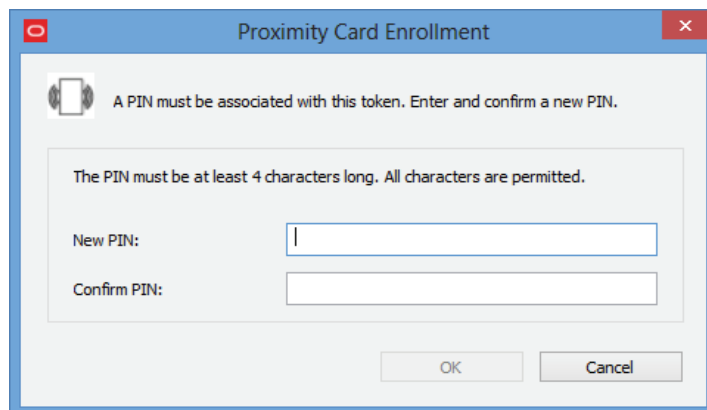 Proximity Card Enrollment
A PIN must be associated with this token. Enter and confirm a new PIN.
The PIN must be at least 4 characters long. All characters are permitted.
New PIN:
Confirm PIN:
OK
Cancel